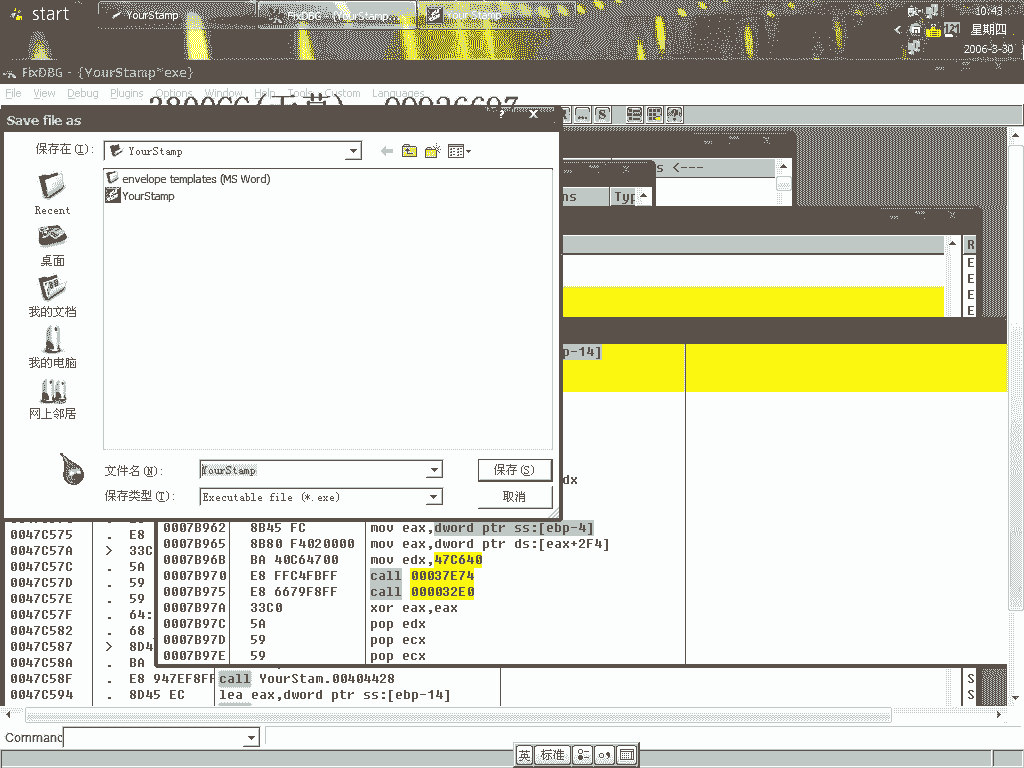 start
YourStamp
FixDBG - {YourStamp...
YourStamp
10:43
星期四
2006-3-30
FixDBG - {YourStamp*exe}
File View Debug Plugins Options Window Help Tools Custom Languages
Save file as
保存在 (I):
YourStamp
envelope templates (MS Word)
YourStamp
Recent
桌面
我的文档
我的电脑
网上邻居
文件名 (N):
YourStamp
保存 (S)
保存类型 (T):
Executable file (*.exe)
取消
s <---
ns
Typ
R
E
E
E
E
bp-14]
dx
0007B962 8B45 FC mov eax,dword ptr ss:[ebp-4]
0007B965 8B80 F4020000 mov eax,dword ptr ds:[eax+2F4]
0007B96B BA 40C64700 mov edx,47C640
0007B970 E8 FFC4FBFF call 00037E74
0007B975 E8 6679F8FF call 000032E0
0007B97A 33C0 xor eax,eax
0007B97C 5A pop edx
0007B97D 59 pop ecx
0007B97E 59 pop ecx
0047C575 . E8
0047C57A > 33C
0047C57C . 5A
0047C57D . 59
0047C57E . 59
0047C57F . 64:
0047C582 . 68
0047C587 > 8D4
0047C58A . BA
0047C58F . E8 947EF8FF call YourStam.00404428
0047C594 . 8D45 EC lea eax,dword ptr ss:[ebp-14]
S
S
Command
英 标准